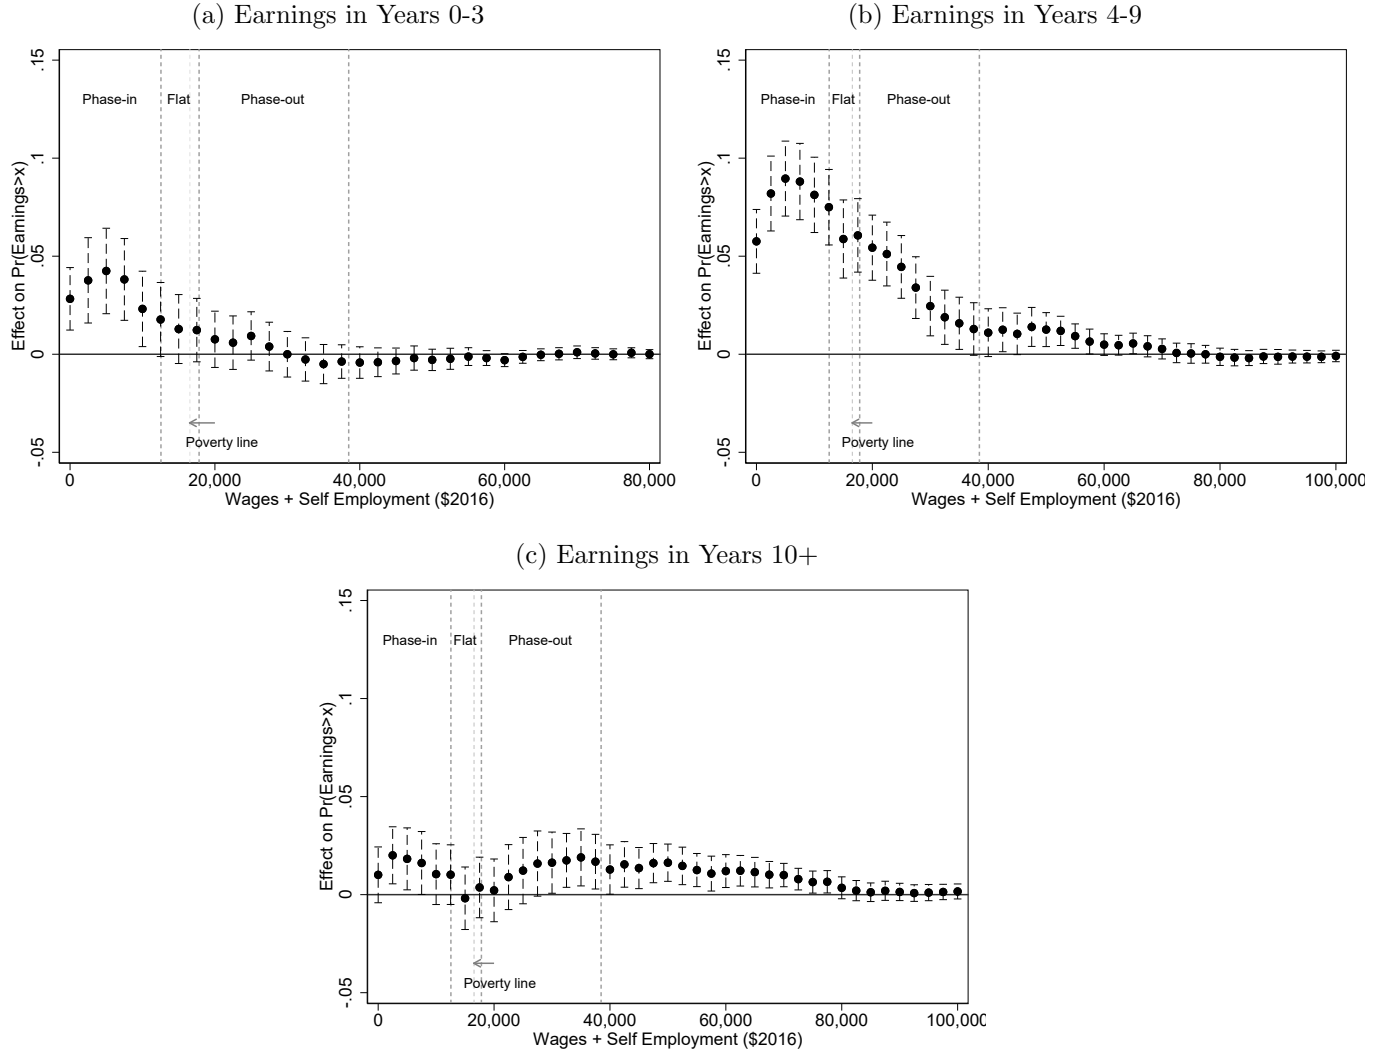 (a) Earnings in Years 0-3
Effect on Pr(Earnings>x)
.15
.1
.05
0
-.05
Phase-in
Flat
Phase-out
Poverty line
0
20,000
40,000
60,000
80,000
Wages + Self Employment ($2016)
(b) Earnings in Years 4-9
Effect on Pr(Earnings>x)
.15
.1
.05
0
-.05
Phase-in
Flat
Phase-out
Poverty line
0
20,000
40,000
60,000
80,000
100,000
Wages + Self Employment ($2016)
(c) Earnings in Years 10+
Effect on Pr(Earnings>x)
.15
.1
.05
0
-.05
Phase-in
Flat
Phase-out
Poverty line
0
20,000
40,000
60,000
80,000
100,000
Wages + Self Employment ($2016)